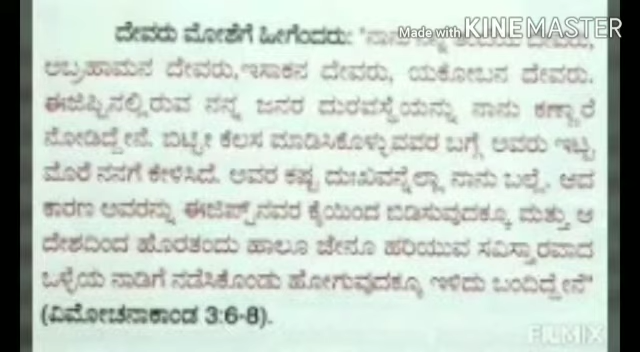 Made with KINEMASTER
ದೇವರು ಮೋಶೆಗೆ ಹೀಗೆಂದರು: "ನಾನು ನಿನ್ನ ತಂದೆಯ ದೇವರು,
ಅಬ್ರಹಾಮನ ದೇವರು,ಇಸಾಕನ ದೇವರು, ಯಕೋಬನ ದೇವರು.
ಈಜಿಪ್ಟಿನಲ್ಲಿರುವ ನನ್ನ ಜನರ ದುರವಸ್ಥೆಯನ್ನು ನಾನು ಕಣ್ಣಾರೆ
ನೋಡಿದ್ದೇನೆ. ಬಿಟ್ಟೀ ಕೆಲಸ ಮಾಡಿಸಿಕೊಳ್ಳುವವರ ಬಗ್ಗೆ ಅವರು ಇಟ್ಟ
ಮೊರೆ ನನಗೆ ಕೇಳಿಸಿದೆ. ಅವರ ಕಷ್ಟ ದುಃಖವನ್ನೆಲ್ಲಾ ನಾನು ಬಲ್ಲೆ. ಆದ
ಕಾರಣ ಅವರನ್ನು ಈಜಿಪ್ಟ್‌ನವರ ಕೈಯಿಂದ ಬಿಡಿಸುವುದಕ್ಕೂ ಮತ್ತು ಆ
ದೇಶದಿಂದ ಹೊರತಂದು ಹಾಲೂ ಜೇನೂ ಹರಿಯುವ ಸವಿಸ್ತಾರವಾದ
ಒಳ್ಳೆಯ ನಾಡಿಗೆ ನಡೆಸಿಕೊಂಡು ಹೋಗುವುದಕ್ಕೂ ಇಳಿದು ಬಂದಿದ್ದೇನೆ"
(ವಿಮೋಚನಾಕಾಂಡ 3:6-8).
FILMIX